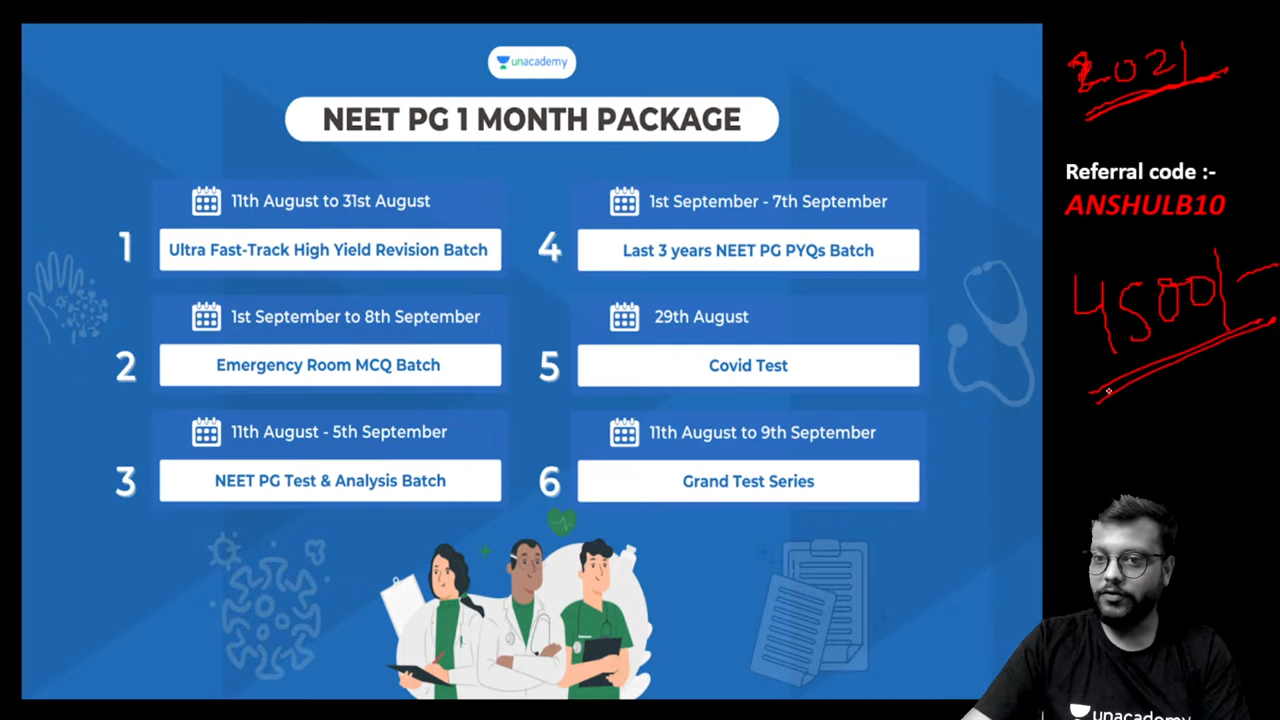 unacademy
NEET PG 1 MONTH PACKAGE
1
11th August to 31st August
Ultra Fast-Track High Yield Revision Batch
2
1st September to 8th September
Emergency Room MCQ Batch
3
11th August - 5th September
NEET PG Test & Analysis Batch
4
1st September - 7th September
Last 3 years NEET PG PYQs Batch
5
29th August
Covid Test
6
11th August to 9th September
Grand Test Series
2021
Referral code :-
ANSHULB10
4500/-
unacademy